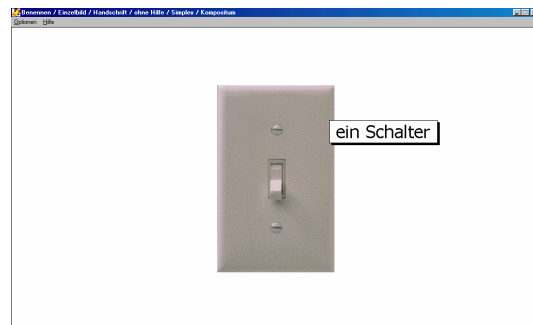 Benennen / Einzelbild / Handschrift / ohne Hilfe / Simplex / Kompositum
Optionen Hilfe
ein Schalter